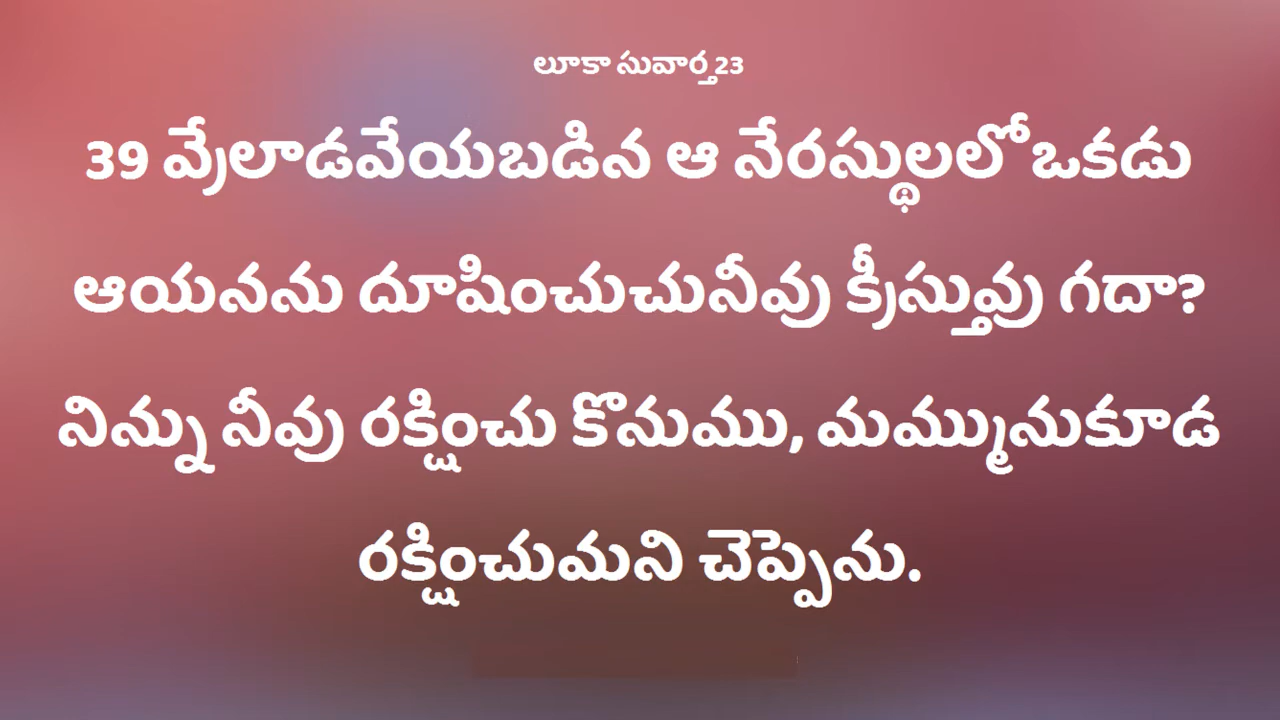 లూకా సువార్త 23
39 వ్రేలాడవేయబడిన ఆ నేరస్థులలో ఒకడు
ఆయనను దూషించుచునీవు క్రీస్తువు గదా?
నిన్ను నీవు రక్షించు కొనుము, మమ్మునుకూడ
రక్షించుమని చెప్పెను.